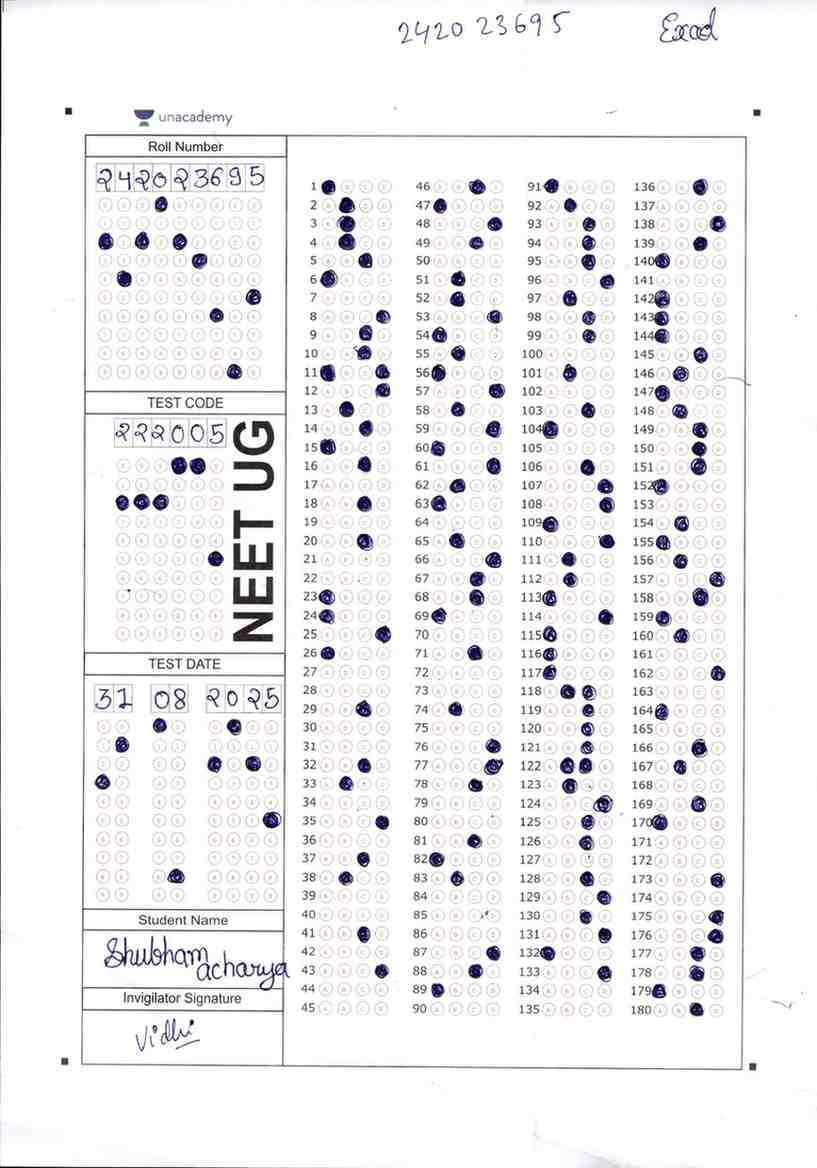 242023695
unacademy
Roll Number
242023695
TEST CODE
222005
NEET UG
TEST DATE
31 08 2025
Student Name
Shubham acharya
Invigilator Signature
Vidhi
1 46 91 136
2 47 92 137
3 48 93 138
4 49 94 139
5 50 95 140
6 51 96 141
7 52 97 142
8 53 98 143
9 54 99 144
10 55 100 145
11 56 101 146
12 57 102 147
13 58 103 148
14 59 104 149
15 60 105 150
16 61 106 151
17 62 107 152
18 63 108 153
19 64 109 154
20 65 110 155
21 66 111 156
22 67 112 157
23 68 113 158
24 69 114 159
25 70 115 160
26 71 116 161
27 72 117 162
28 73 118 163
29 74 119 164
30 75 120 165
31 76 121 166
32 77 122 167
33 78 123 168
34 79 124 169
35 80 125 170
36 81 126 171
37 82 127 172
38 83 128 173
39 84 129 174
40 85 130 175
41 86 131 176
42 87 132 177
43 88 133 178
44 89 134 179
45 90 135 180